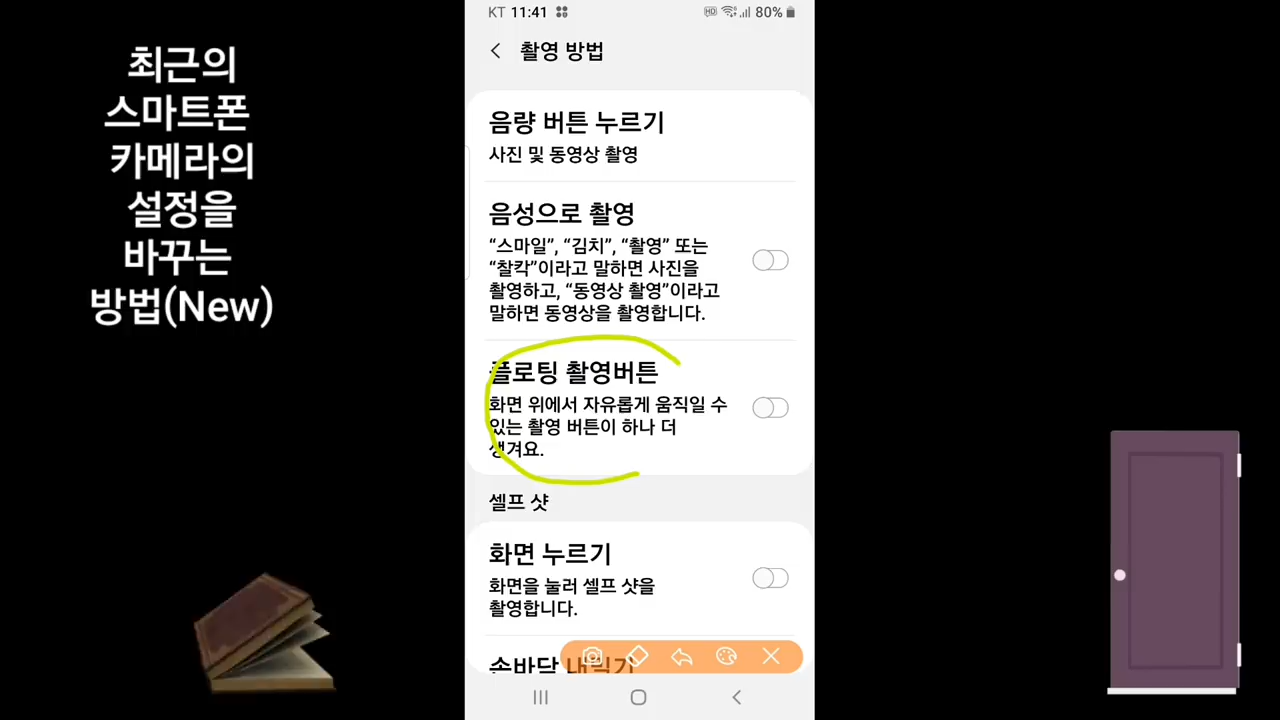 최근의
스마트폰
카메라의
설정을
바꾸는
방법(New)
KT 11:41
80%
촬영 방법
음량 버튼 누르기
사진 및 동영상 촬영
음성으로 촬영
“스마일”, “김치”, “촬영” 또는
“찰칵”이라고 말하면 사진을
촬영하고, “동영상 촬영”이라고
말하면 동영상을 촬영합니다.
플로팅 촬영버튼
화면 위에서 자유롭게 움직일 수
있는 촬영 버튼이 하나 더
생겨요.
셀프 샷
화면 누르기
화면을 눌러 셀프 샷을
촬영합니다.
손바닥 내밀기